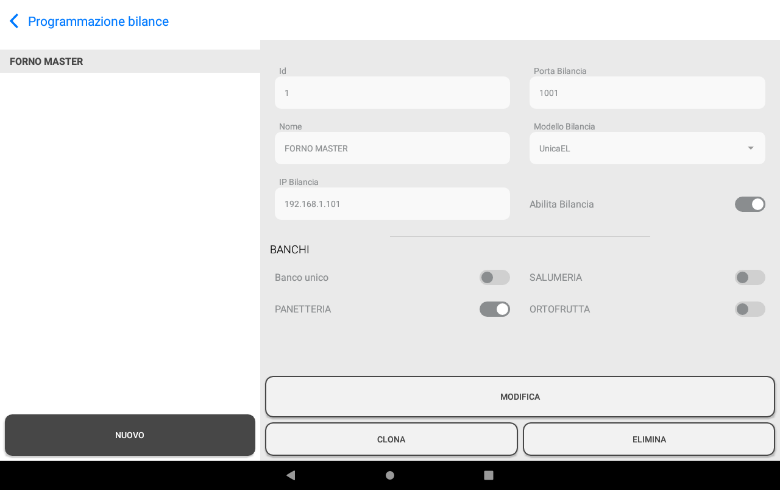 Programmazione bilance
FORNO MASTER
Id
1
Porta Bilancia
1001
Nome
FORNO MASTER
Modello Bilancia
UnicaEL
IP Bilancia
192.168.1.101
Abilita Bilancia
BANCHI
Banco unico
SALUMERIA
PANETTERIA
ORTOFRUTTA
MODIFICA
NUOVO
CLONA
ELIMINA